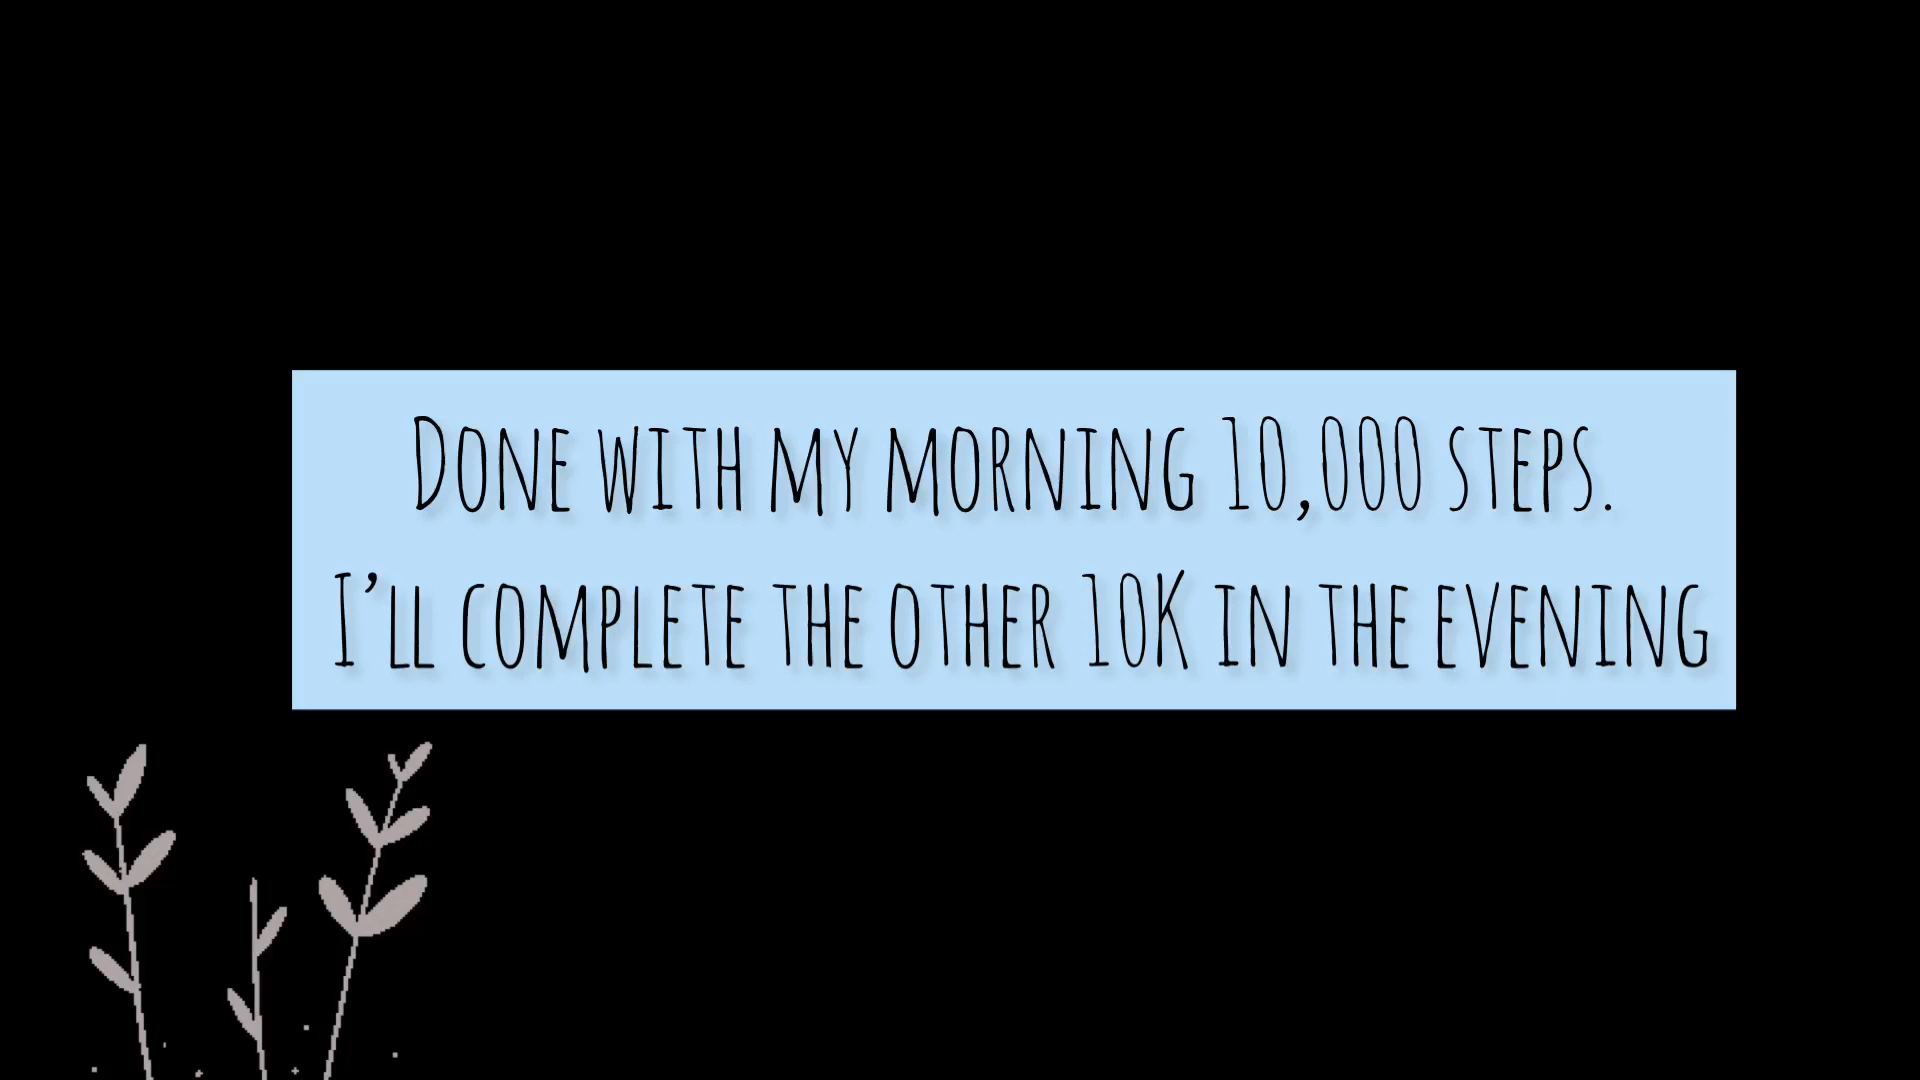 Done with my morning 10,000 steps.
I’ll complete the other 10K in the evening